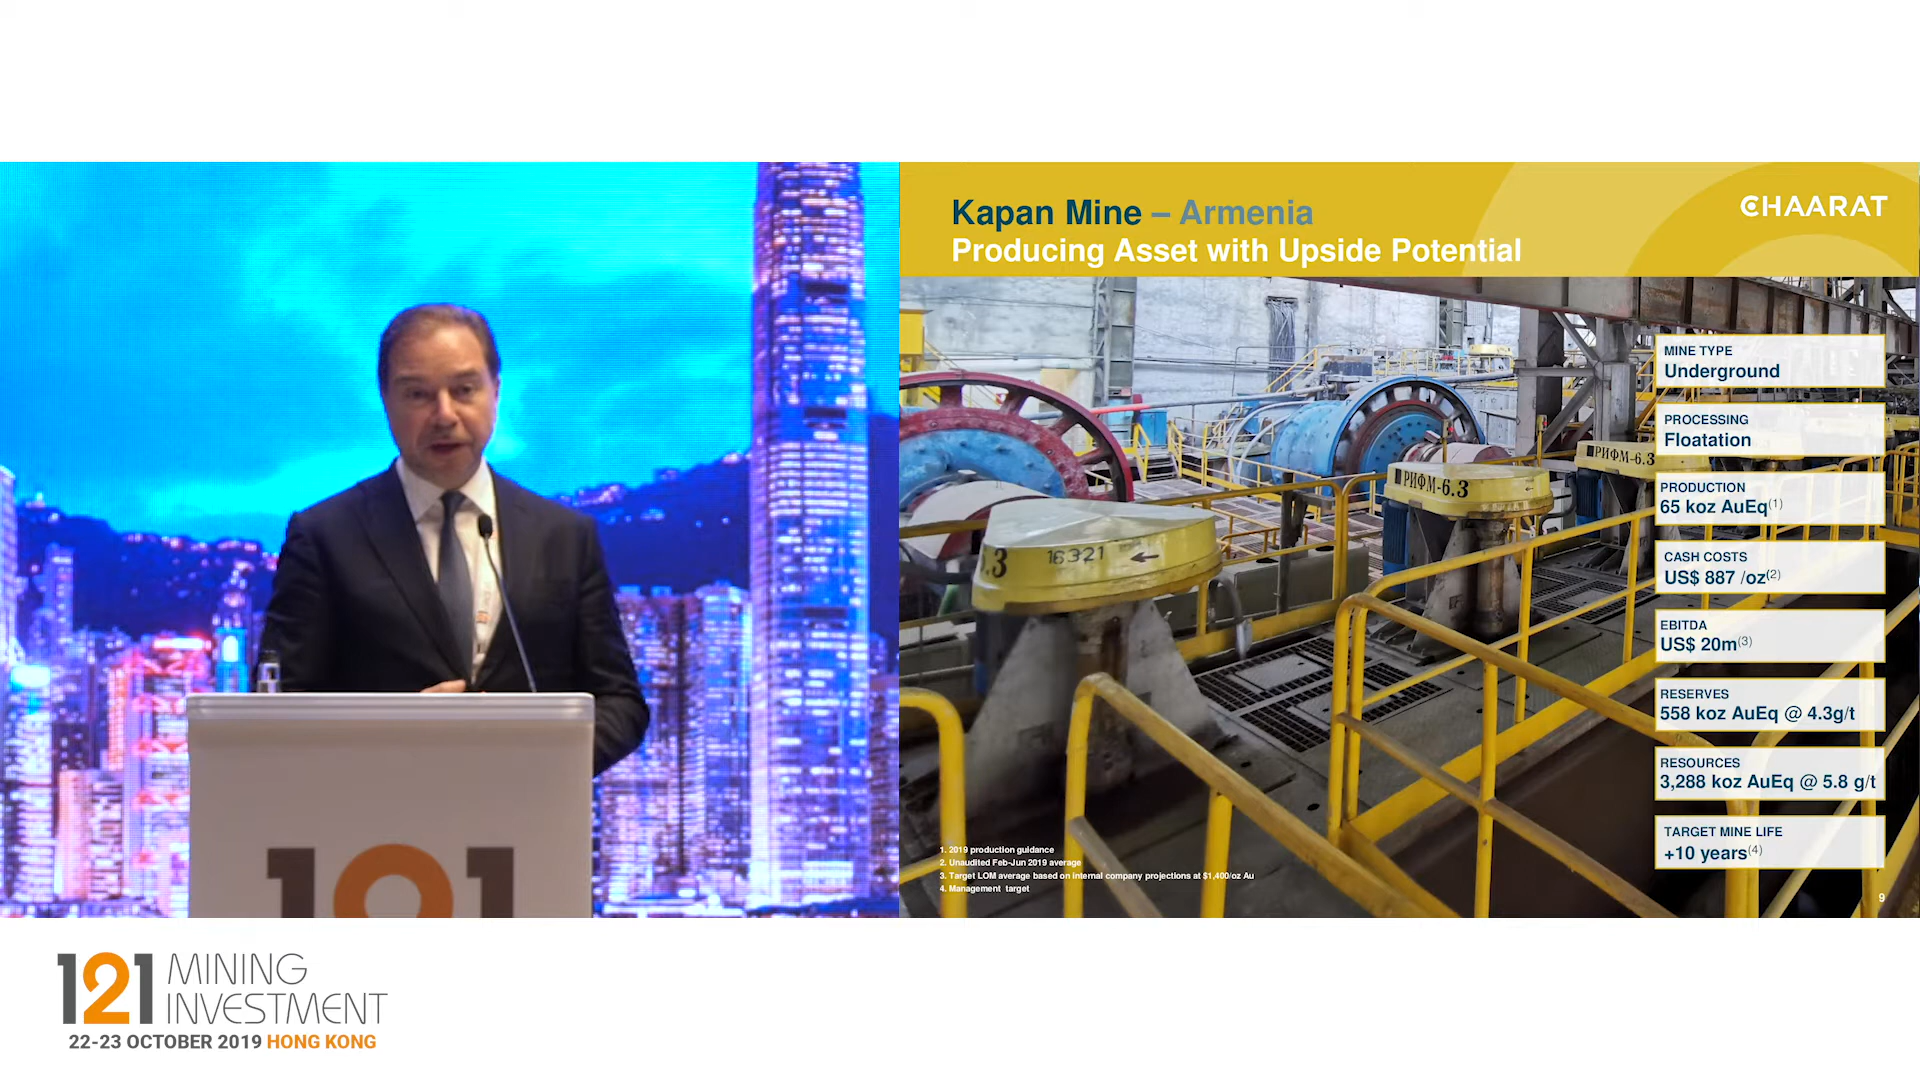 Kapan Mine – Armenia
Producing Asset with Upside Potential
CHAARAT
MINE TYPE
Underground
PROCESSING
Floatation
PRODUCTION
65 koz AuEq(1)
CASH COSTS
US$ 887 /oz(2)
EBITDA
US$ 20m(3)
RESERVES
558 koz AuEq @ 4.3g/t
RESOURCES
3,288 koz AuEq @ 5.8 g/t
TARGET MINE LIFE
+10 years(4)
РИФМ-6.3
РИФМ-6.3
.3 16321
1. 2019 production guidance
2. Unaudited Feb-Jun 2019 average
3. Target LOM average based on internal company projections at $1,400/oz Au
4. Management target
9
121
121 MINING
INVESTMENT
22-23 OCTOBER 2019 HONG KONG